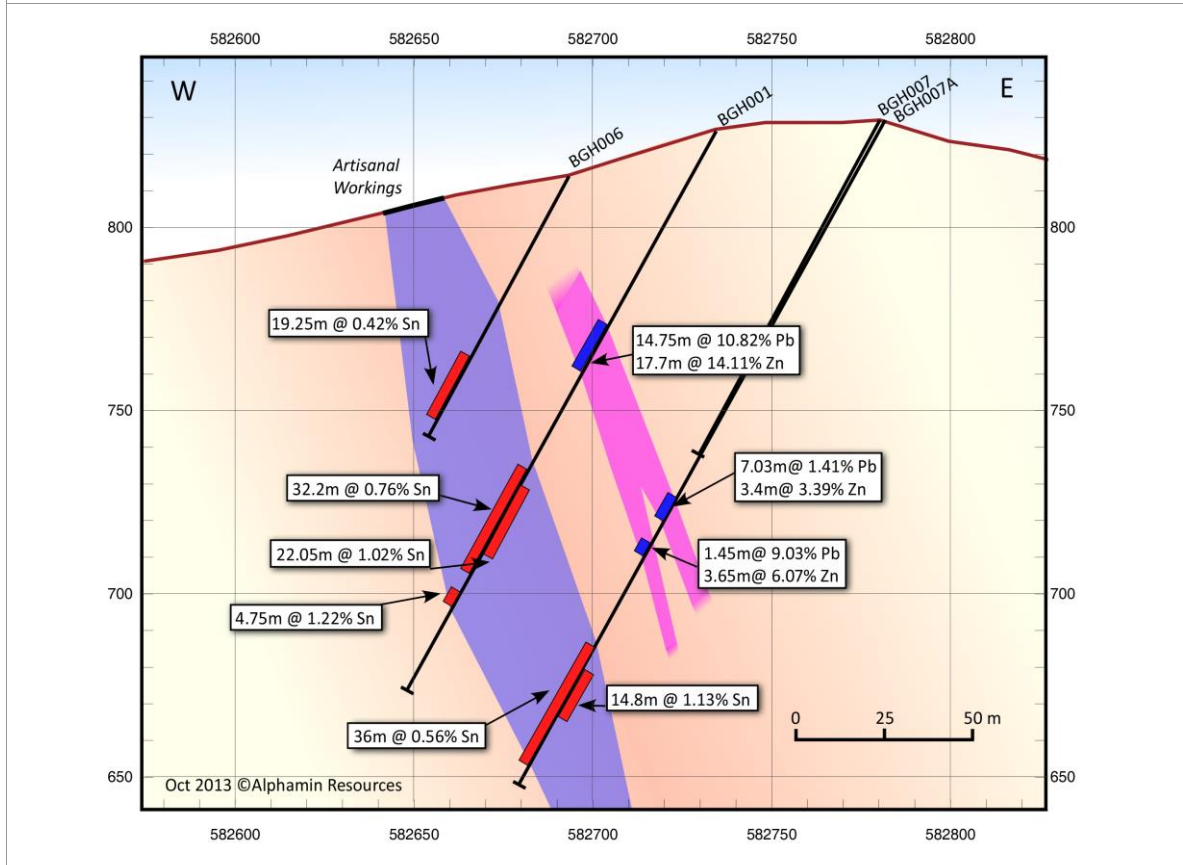 582600 582650 582700 582750 582800
W
E
BGH007
BGH007A
BGH001
BGH006
Artisanal
Workings
800 800
19.25m @ 0.42% Sn
14.75m @ 10.82% Pb
17.7m @ 14.11% Zn
750 750
7.03m@ 1.41% Pb
3.4m@ 3.39% Zn
32.2m @ 0.76% Sn
22.05m @ 1.02% Sn
1.45m@ 9.03% Pb
3.65m@ 6.07% Zn
700 700
4.75m @ 1.22% Sn
14.8m @ 1.13% Sn
36m @ 0.56% Sn
0 25 50 m
650 650
Oct 2013 ©Alphamin Resources
582600 582650 582700 582750 582800